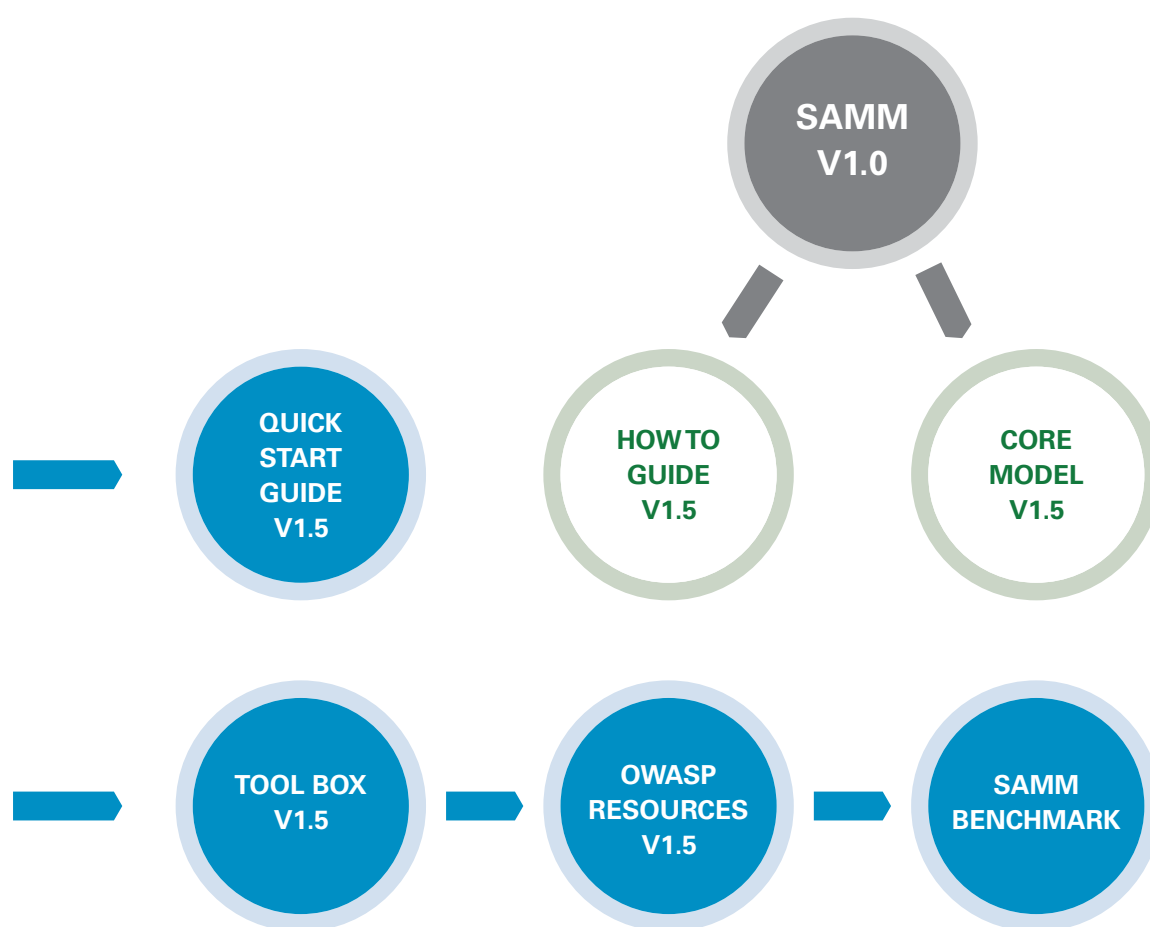 SAMM
V1.0
QUICK
START
GUIDE
V1.5
HOW TO
GUIDE
V1.5
CORE
MODEL
V1.5
TOOL BOX
V1.5
OWASP
RESOURCES
V1.5
SAMM
BENCHMARK